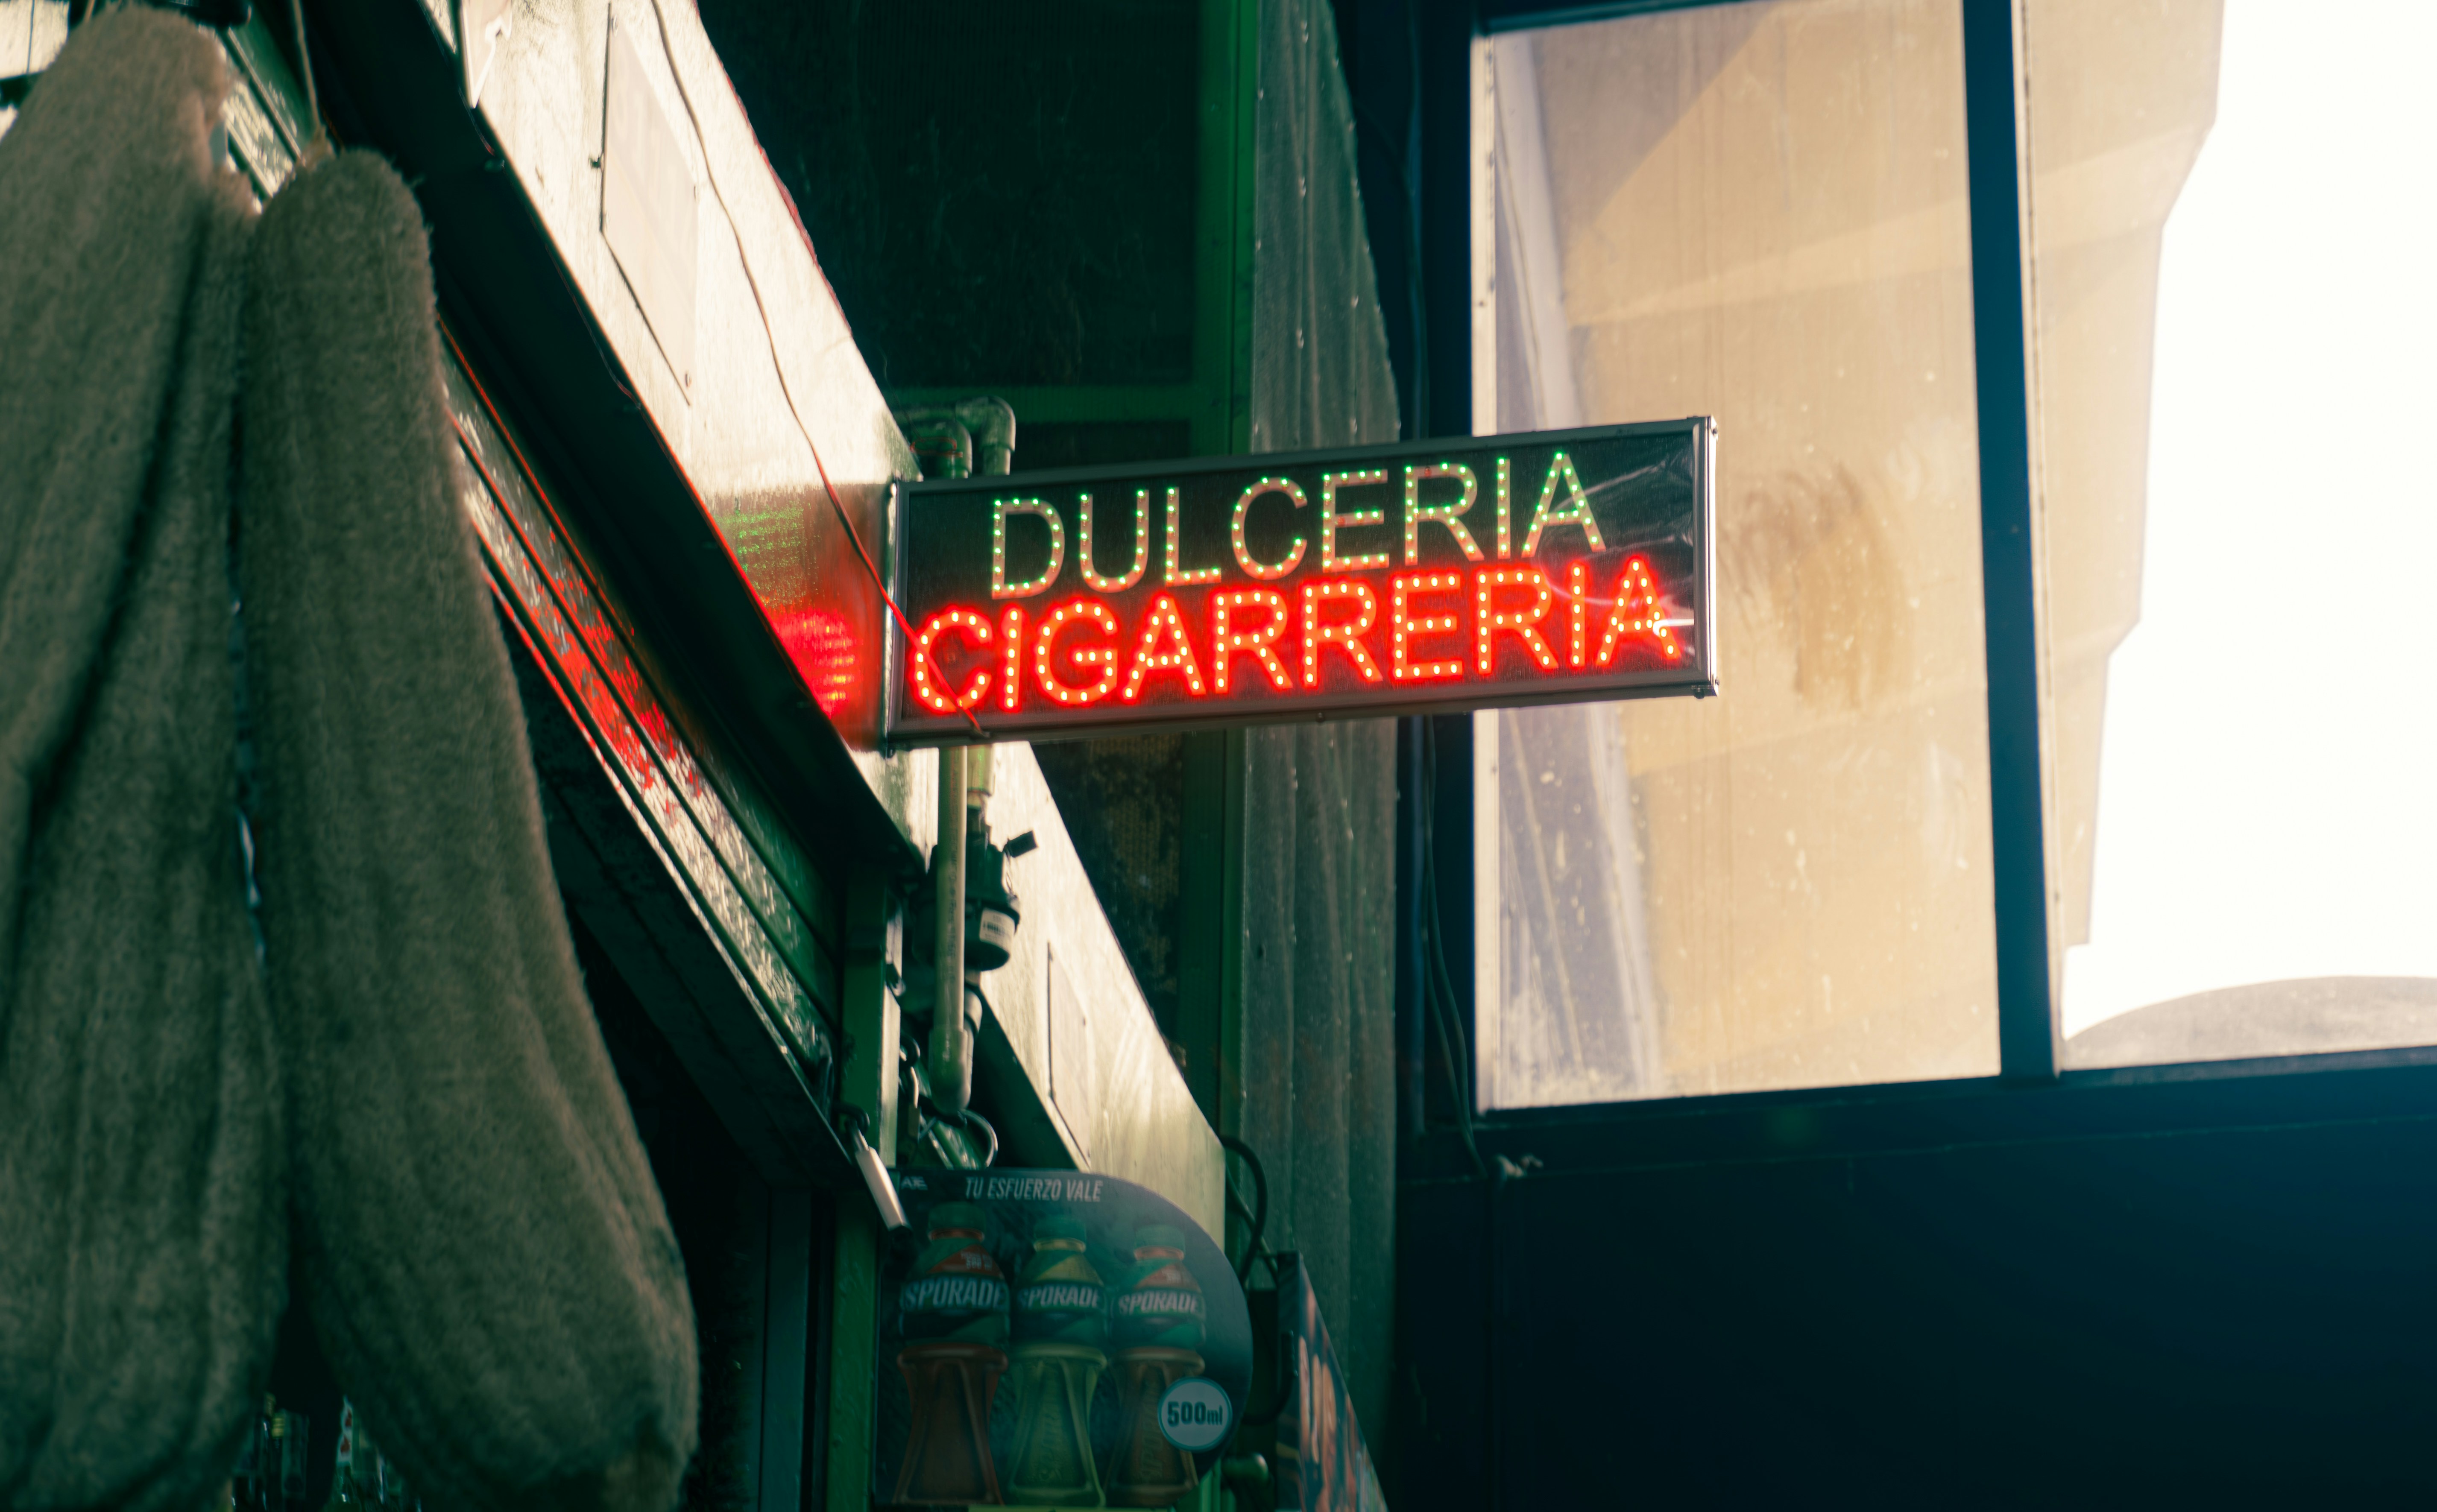 DULCERIA
CIGARRERIA
TU ESFUERZO VALE
SPORADE
SPORADE
SPORADE
500ml